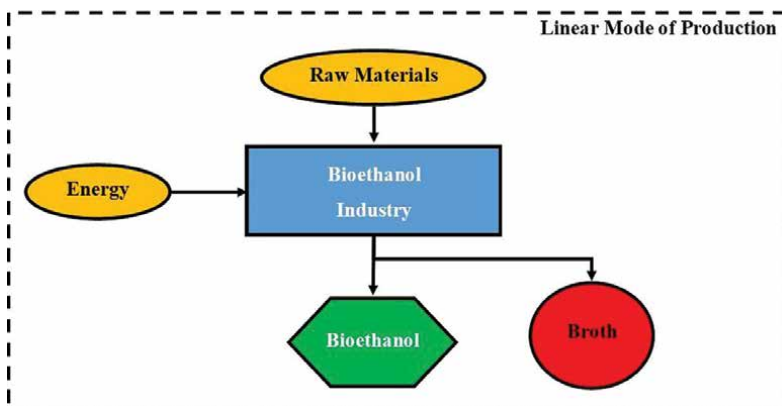 Linear Mode of Production
Raw Materials
Energy
Bioethanol
Industry
Bioethanol
Broth